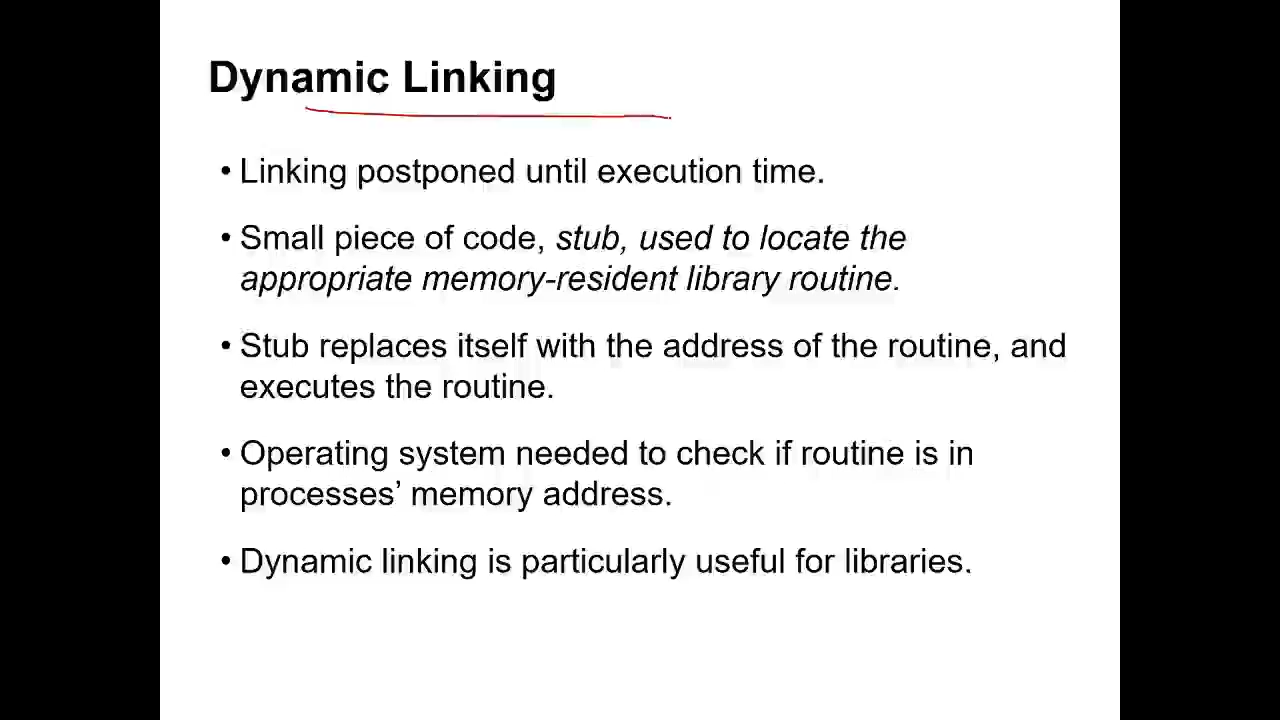 Dynamic Linking
• Linking postponed until execution time.
• Small piece of code, stub, used to locate the
appropriate memory-resident library routine.
• Stub replaces itself with the address of the routine, and
executes the routine.
• Operating system needed to check if routine is in
processes’ memory address.
• Dynamic linking is particularly useful for libraries.